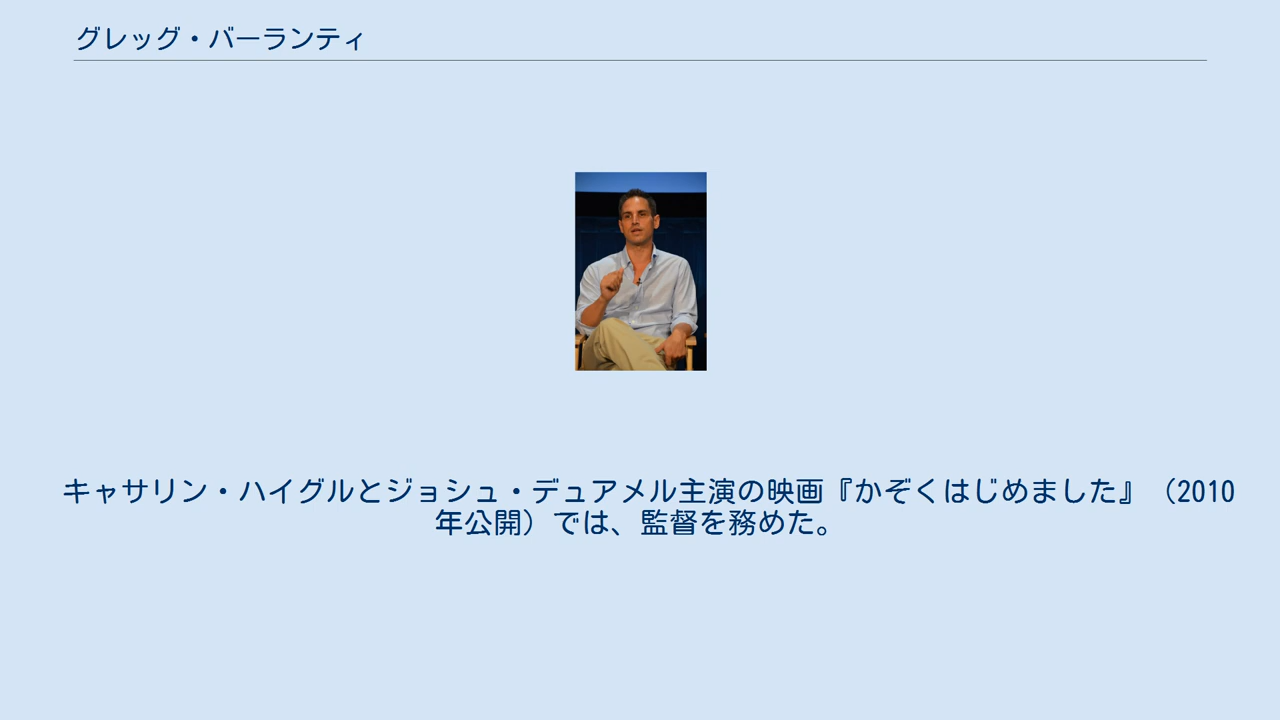 グレッグ・バーランティ
キャサリン・ハイグルとジョシュ・デュアメル主演の映画『かぞくはじめました』（2010
年公開）では、監督を務めた。